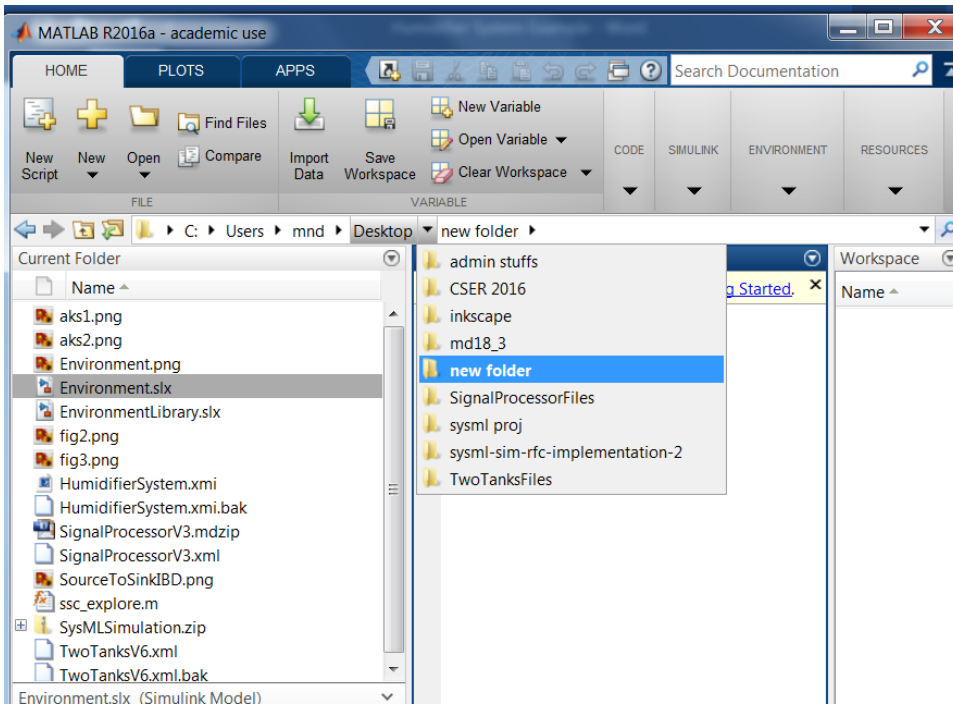 MATLAB R2016a - academic use
HOME PLOTS APPS Search Documentation
New Script
New
Open
Find Files
Compare
FILE
Import Data
Save Workspace
New Variable
Open Variable
Clear Workspace
VARIABLE
CODE
SIMULINK
ENVIRONMENT
RESOURCES
C: Users mnd Desktop new folder
Current Folder
Name
aks1.png
aks2.png
Environment.png
Environment.slx
EnvironmentLibrary.slx
fig2.png
fig3.png
HumidifierSystem.xmi
HumidifierSystem.xmi.bak
SignalProcessorV3.mdzip
SignalProcessorV3.xml
SourceToSinkIBD.png
ssc_explore.m
SysMLSimulation.zip
TwoTanksV6.xml
TwoTanksV6.xml.bak
Environment.slx (Simulink Model)
admin stuffs
CSER 2016
inkscape
md18_3
new folder
SignalProcessorFiles
sysml proj
sysml-sim-rfc-implementation-2
TwoTanksFiles
g Started.
Workspace
Name